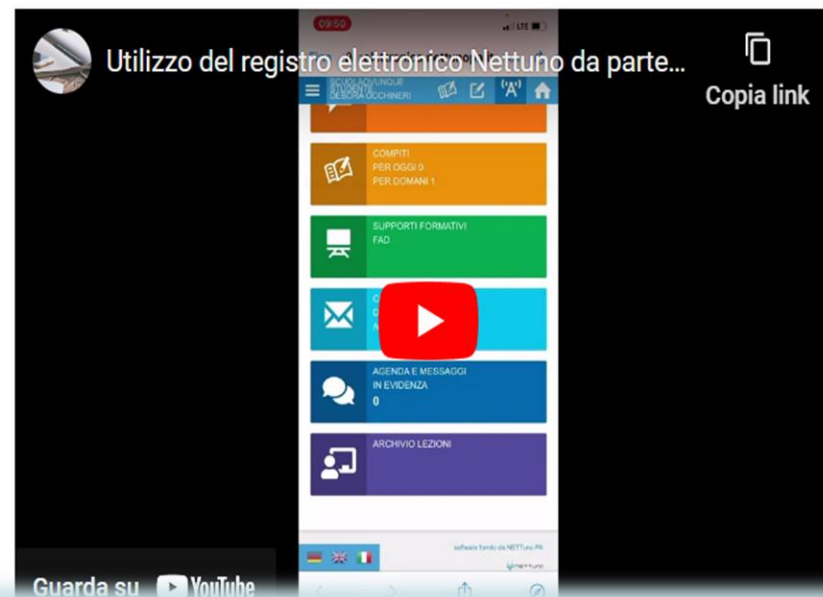 09:50
LTE
Utilizzo del registro elettronico Nettuno da parte...
Copia link
SCUOLAOVUNQUE
STUDENTE
DEBORA OCCHINERI
COMPITI
PER OGGI 0
PER DOMANI 1
SUPPORTI FORMATIVI
FAD
AGENDA E MESSAGGI
IN EVIDENZA
0
ARCHIVIO LEZIONI
software fornito da NETTuno PA
nettuno
Guarda su YouTube